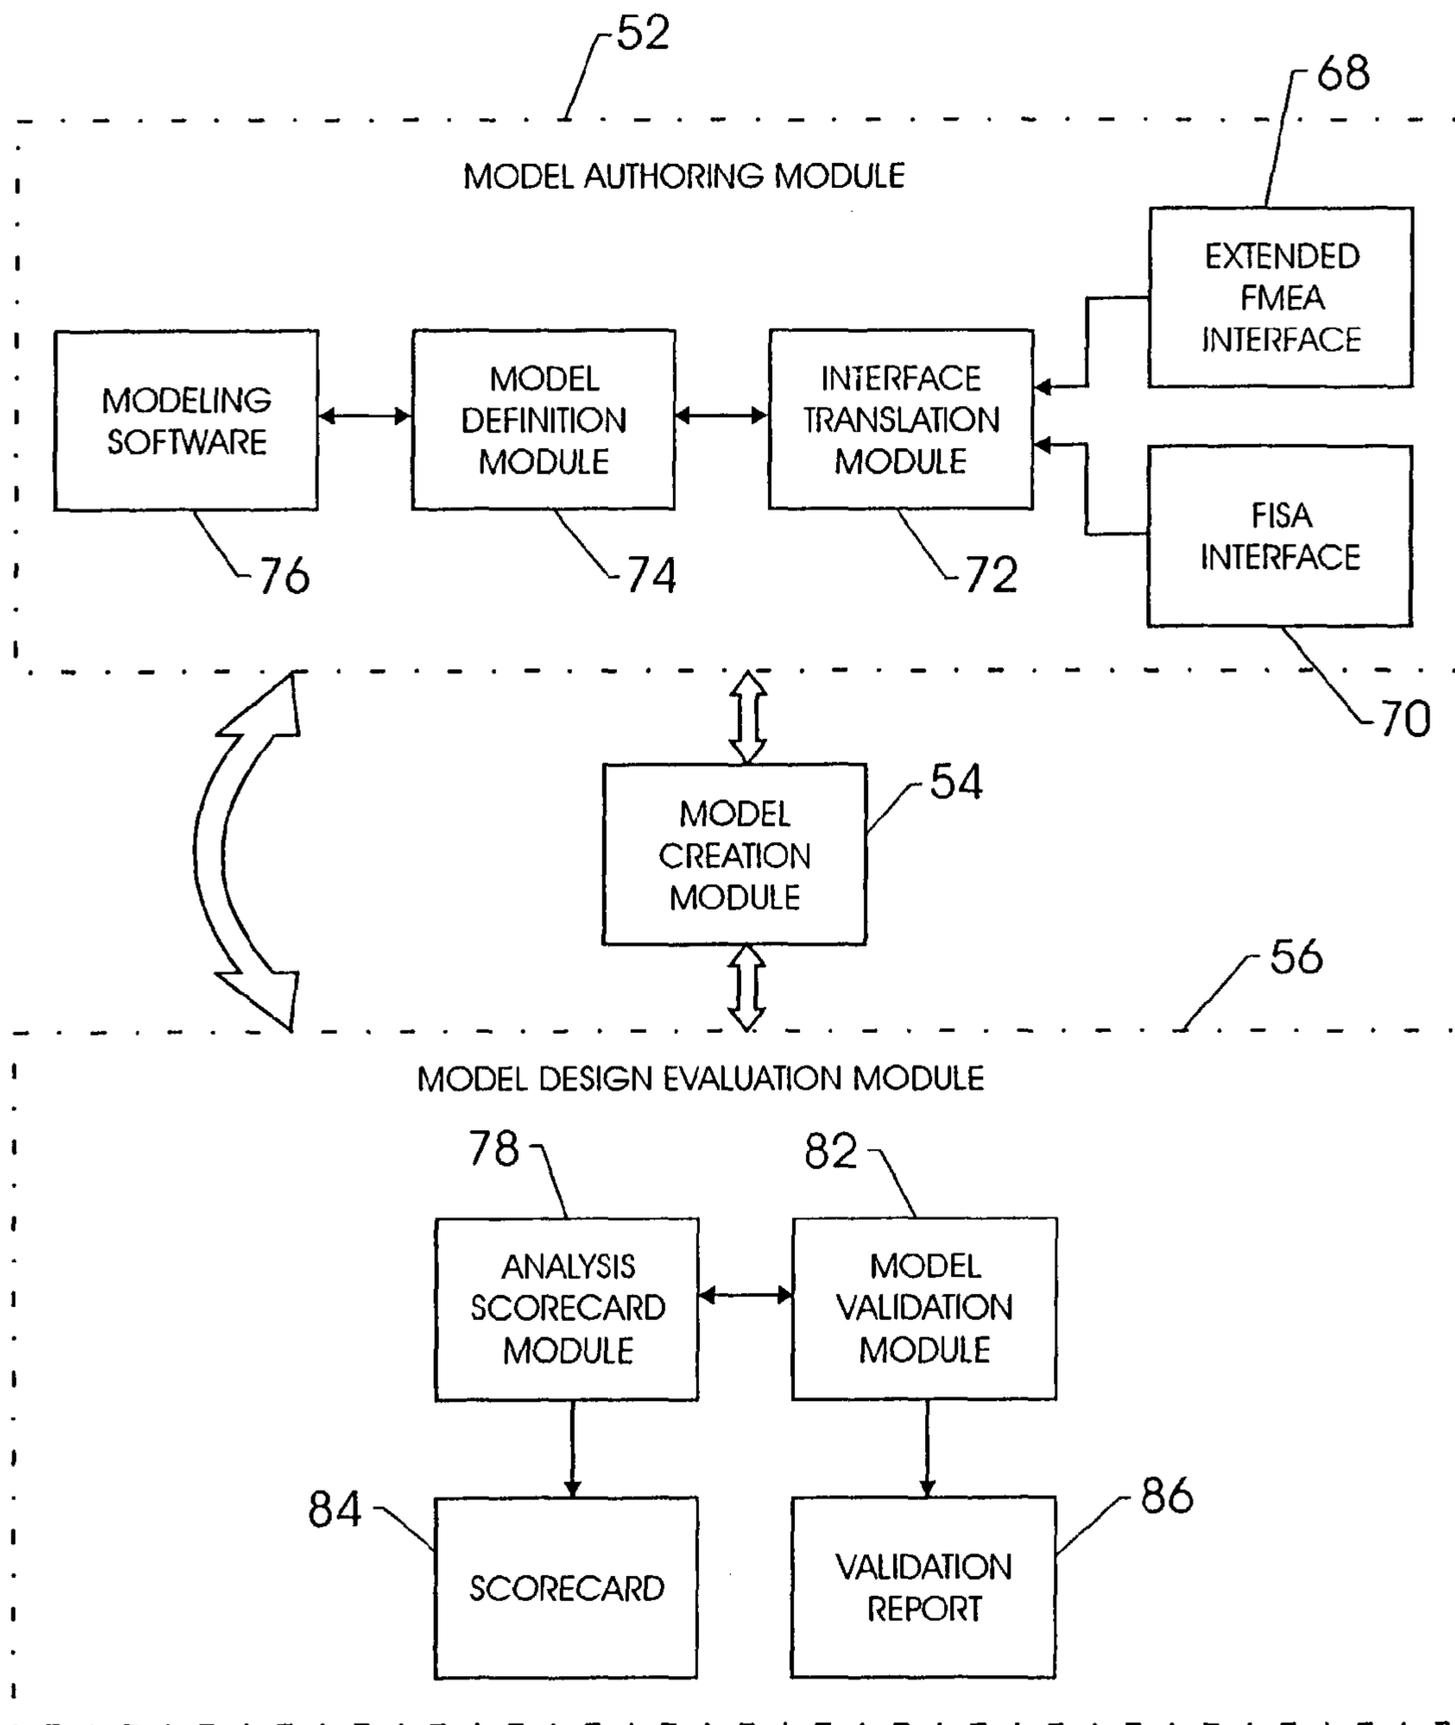 52
68
MODEL AUTHORING MODULE
EXTENDED
FMEA
INTERFACE
MODELING
SOFTWARE
MODEL
DEFINITION
MODULE
INTERFACE
TRANSLATION
MODULE
FISA
INTERFACE
76
74
72
70
54
MODEL
CREATION
MODULE
56
MODEL DESIGN EVALUATION MODULE
78
82
ANALYSIS
SCORECARD
MODULE
MODEL
VALIDATION
MODULE
84
86
SCORECARD
VALIDATION
REPORT